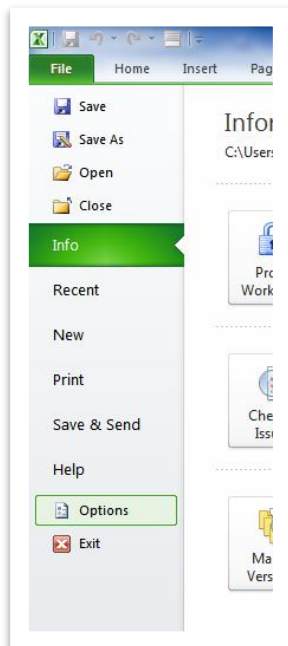 File Home Insert Pag
Save
Save As
Open
Close
Info
Recent
New
Print
Save & Send
Help
Options
Exit
Infor
C:\Users
Pro
Work
Che
Issu
Ma
Vers